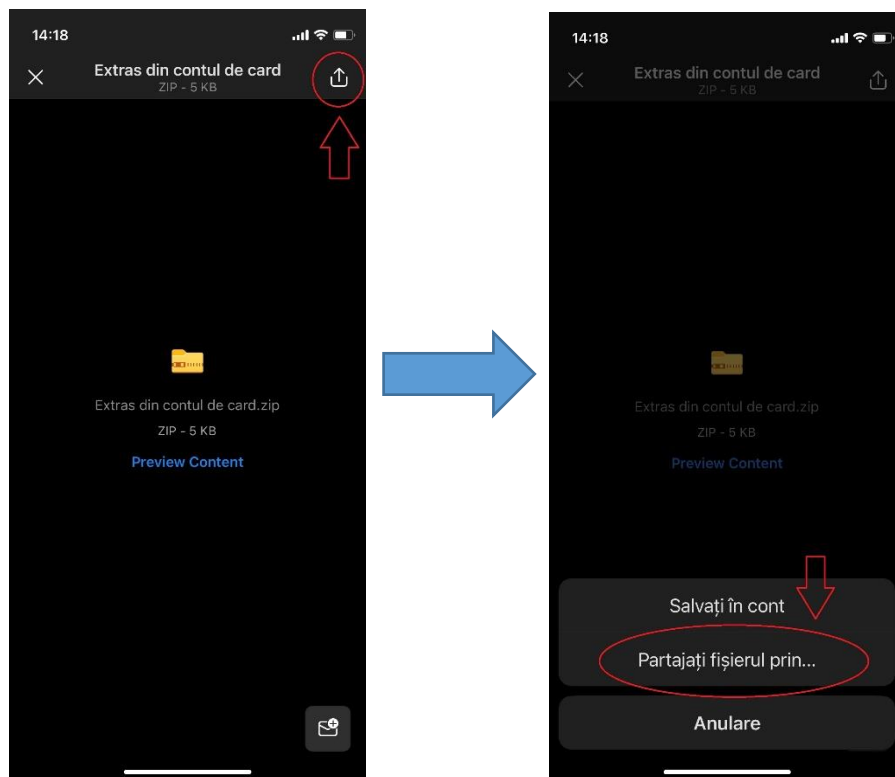 14:18
Extras din contul de card
ZIP - 5 KB
Extras din contul de card.zip
ZIP - 5 KB
Preview Content
14:18
Extras din contul de card
ZIP - 5 KB
Extras din contul de card.zip
ZIP - 5 KB
Preview Content
Salvați în cont
Partajați fișierul prin...
Anulare